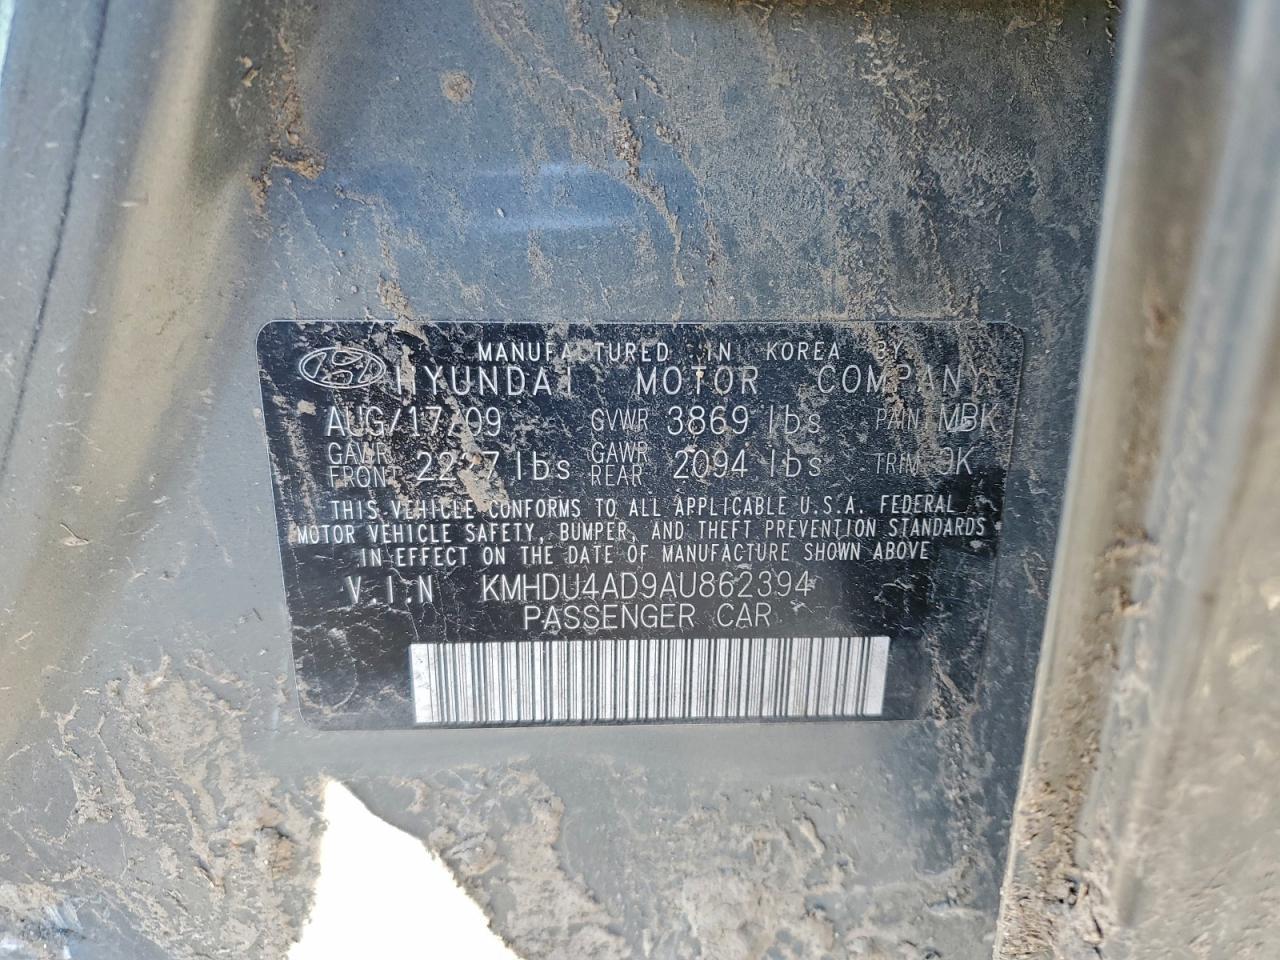 MANUFACTURED IN KOREA BY
HYUNDAI MOTOR COMPANY
AUG/17/09 GVWR 3869 lbs PAINT MBK
GAWR FRONT lbs GAWR REAR 2094 lbs TRIM 9K
THIS VEHICLE CONFORMS TO ALL APPLICABLE U.S.A. FEDERAL
MOTOR VEHICLE SAFETY, BUMPER, AND THEFT PREVENTION STANDARDS
IN EFFECT ON THE DATE OF MANUFACTURE SHOWN ABOVE
V.I.N KMHDU4AD9AU862394
PASSENGER CAR